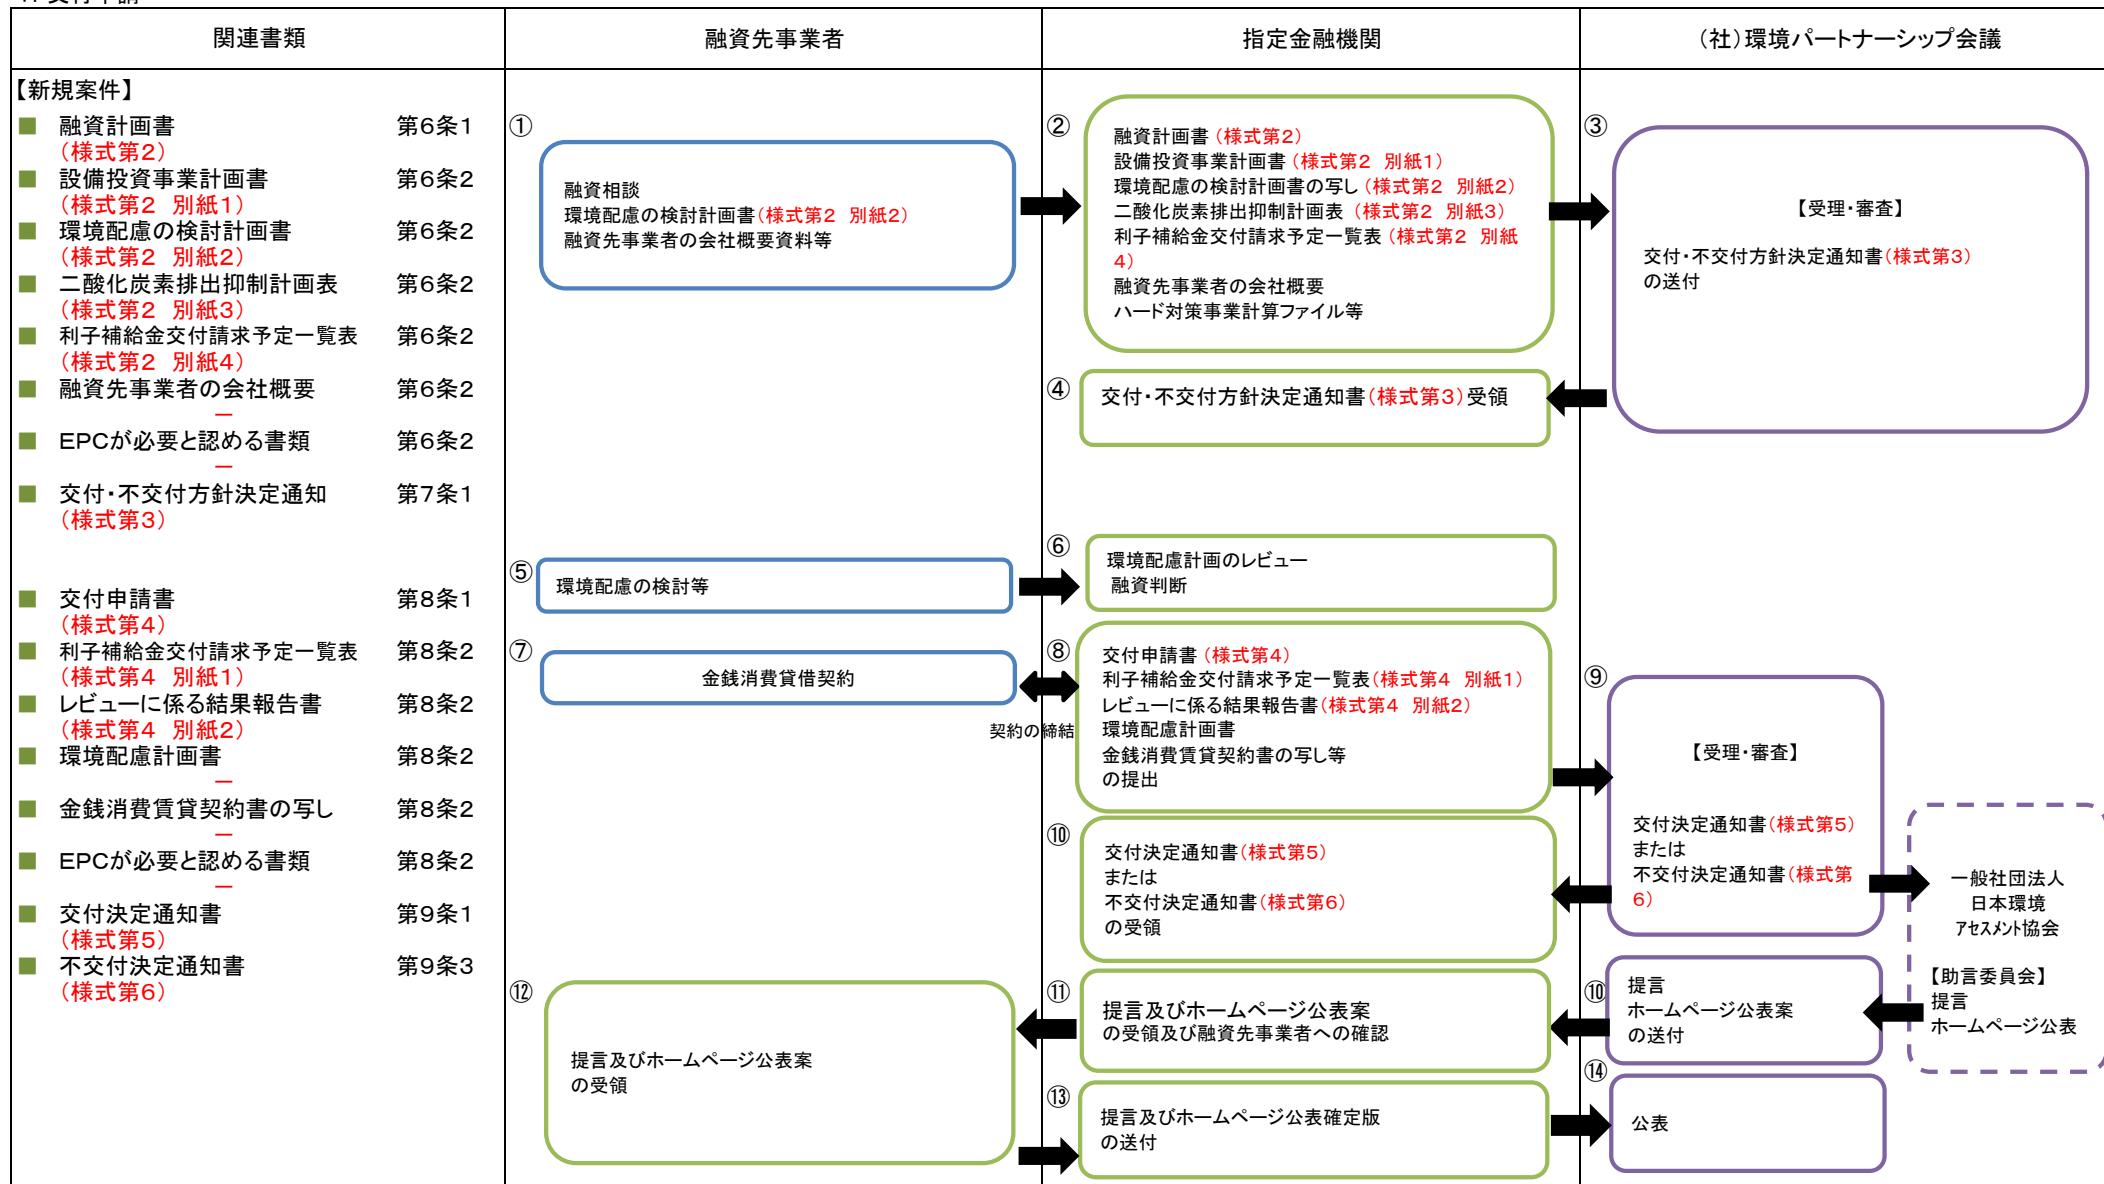 関連書類
融資先事業者
指定金融機関
(社)環境パートナーシップ会議
【新規案件】
■ 融資計画書 第6条1
(様式第2)
■ 設備投資事業計画書 第6条2
(様式第2 別紙1)
■ 環境配慮の検討計画書 第6条2
(様式第2 別紙2)
■ 二酸化炭素排出抑制計画表 第6条2
(様式第2 別紙3)
■ 利子補給金交付請求予定一覧表 第6条2
(様式第2 別紙4)
■ 融資先事業者の会社概要 第6条2
－
■ EPCが必要と認める書類 第6条2
－
■ 交付・不交付方針決定通知 第7条1
(様式第3)
■ 交付申請書 第8条1
(様式第4)
■ 利子補給金交付請求予定一覧表 第8条2
(様式第4 別紙1)
■ レビューに係る結果報告書 第8条2
(様式第4 別紙2)
■ 環境配慮計画書 第8条2
－
■ 金銭消費賃貸契約書の写し 第8条2
－
■ EPCが必要と認める書類 第8条2
－
■ 交付決定通知書 第9条1
(様式第5)
■ 不交付決定通知書 第9条3
(様式第6)
①
融資相談
環境配慮の検討計画書(様式第2 別紙2)
融資先事業者の会社概要資料等
②
融資計画書(様式第2)
設備投資事業計画書(様式第2 別紙1)
環境配慮の検討計画書の写し(様式第2 別紙2)
二酸化炭素排出抑制計画表 (様式第2 別紙3)
利子補給金交付請求予定一覧表 (様式第2 別紙
4)
融資先事業者の会社概要
ハード対策事業計算ファイル等
③
【受理・審査】
交付・不交付方針決定通知書(様式第3)
の送付
④
交付・不交付方針決定通知書(様式第3)受領
⑤
環境配慮の検討等
⑥
環境配慮計画のレビュー
融資判断
⑦
金銭消費貸借契約
契約の締結
⑧
交付申請書(様式第4)
利子補給金交付請求予定一覧表(様式第4 別紙1)
レビューに係る結果報告書(様式第4 別紙2)
環境配慮計画書
金銭消費賃貸契約書の写し等
の提出
⑨
【受理・審査】
交付決定通知書(様式第5)
または
不交付決定通知書(様式第
6)
一般社団法人
日本環境
アセスメント協会
【助言委員会】
提言
ホームページ公表
⑩
交付決定通知書(様式第5)
または
不交付決定通知書(様式第6)
の受領
⑩
提言
ホームページ公表案
の送付
⑪
提言及びホームページ公表案
の受領及び融資先事業者への確認
⑫
提言及びホームページ公表案
の受領
⑬
提言及びホームページ公表確定版
の送付
⑭
公表